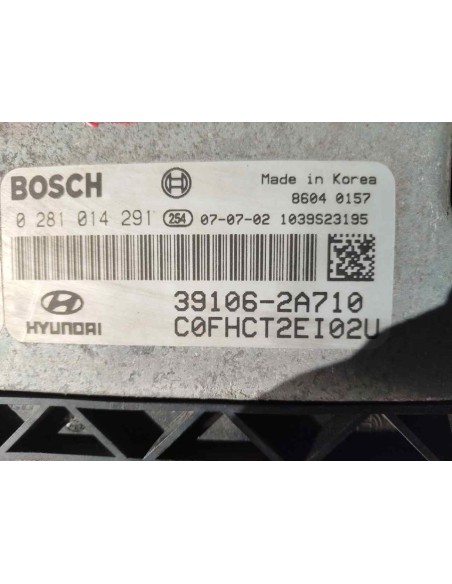 BOSCH
Made in Korea
8604 0157
0 281 014 291 254 07-07-02 1039S23195
39106-2A710
HYUNDAI C0FHCT2EI02U